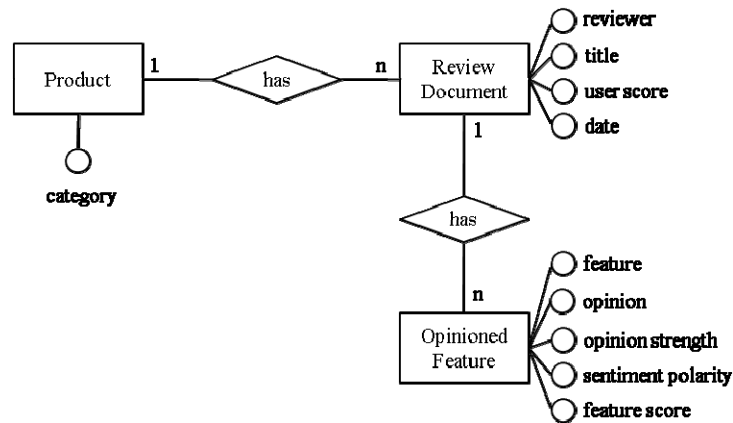 Product
category
1
has
n
Review
Document
reviewer
title
user score
date
1
has
n
Opinioned
Feature
feature
opinion
opinion strength
sentiment polarity
feature score